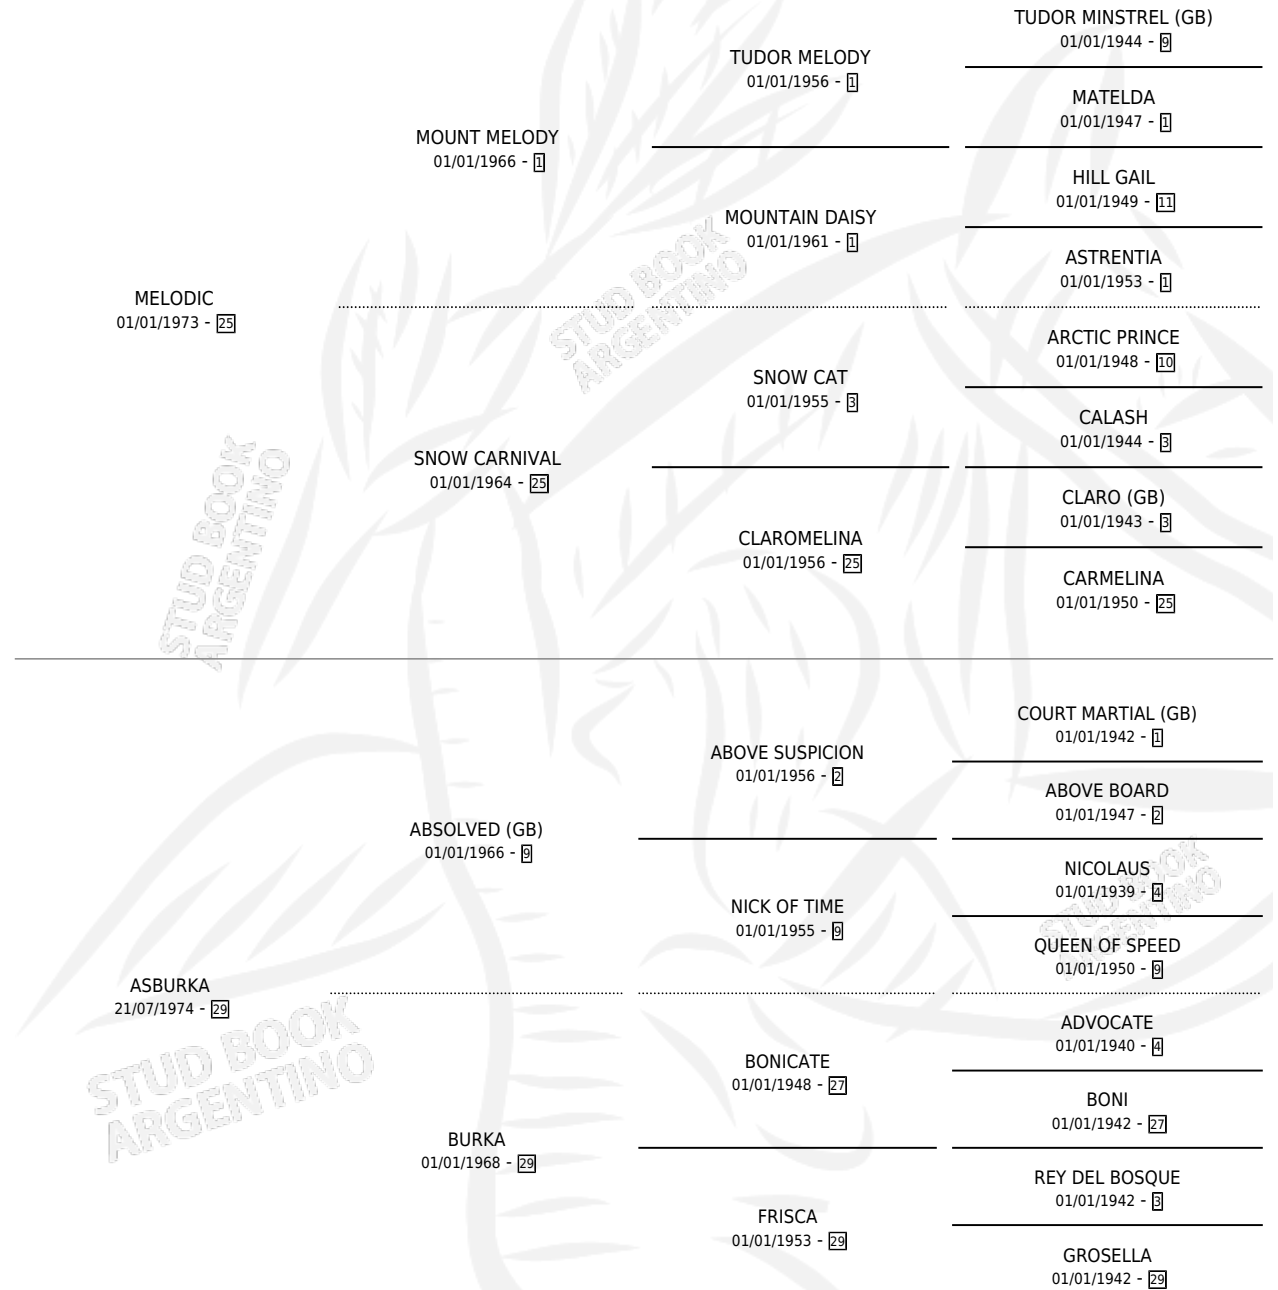 TUDOR MINSTREL (GB)
01/01/1944 - 9
TUDOR MELODY
01/01/1956 - 1
MATELDA
01/01/1947 - 1
MOUNT MELODY
01/01/1966 - 1
HILL GAIL
01/01/1949 - 11
MOUNTAIN DAISY
01/01/1961 - 1
ASTRENTIA
01/01/1953 - 1
MELODIC
01/01/1973 - 25
STUD BOOK
ARGENTINO
ARCTIC PRINCE
01/01/1948 - 10
SNOW CAT
01/01/1955 - 3
CALASH
01/01/1944 - 3
SNOW CARNIVAL
01/01/1964 - 25
CLARO (GB)
01/01/1943 - 3
CLAROMELINA
01/01/1956 - 25
CARMELINA
01/01/1950 - 25
STUD BOOK
ARGENTINO
COURT MARTIAL (GB)
01/01/1942 - 1
ABOVE SUSPICION
01/01/1956 - 2
ABOVE BOARD
01/01/1947 - 2
ABSOLVED (GB)
01/01/1966 - 9
NICOLAUS
01/01/1939 - 4
STUD BOOK
ARGENTINO
NICK OF TIME
01/01/1955 - 9
QUEEN OF SPEED
01/01/1950 - 9
ASBURKA
21/07/1974 - 29
STUD BOOK
ARGENTINO
ADVOCATE
01/01/1940 - 4
BONICATE
01/01/1948 - 27
BONI
01/01/1942 - 27
BURKA
01/01/1968 - 29
REY DEL BOSQUE
01/01/1942 - 3
FRISCA
01/01/1953 - 29
GROSELLA
01/01/1942 - 29